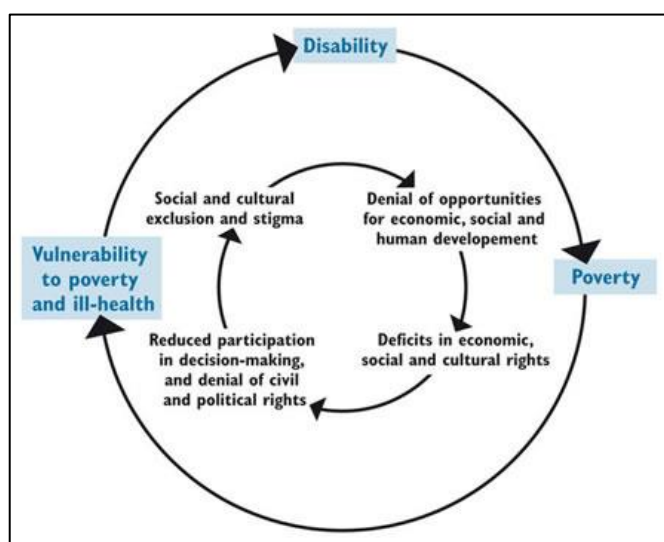 Disability
Social and cultural
exclusion and stigma
Denial of opportunities
for economic, social and
human developement
Vulnerability
to poverty
and ill-health
Poverty
Reduced participation
in decision-making,
and denial of civil
and political rights
Deficits in economic,
social and cultural rights